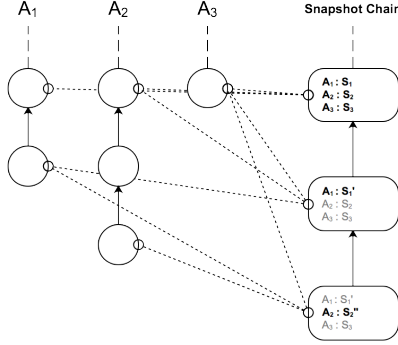 A₁ A₂ A₃ Snapshot Chain
A₁ : S₁
A₂ : S₂
A₃ : S₃
A₁ : S₁'
A₂ : S₂
A₃ : S₃
A₁ : S₁'
A₂ : S₂"
A₃ : S₃